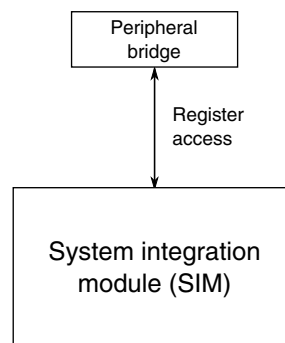 Peripheral
bridge
Register
access
System integration
module (SIM)